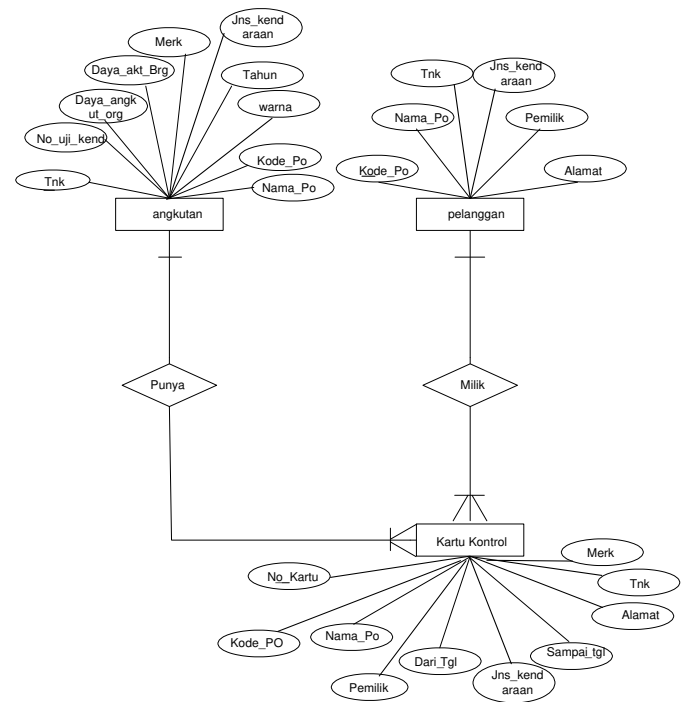 Jns_kend
araan
Merk
Daya_akt_Brg
Tahun
Daya_angk
ut_org
warna
No_uji_kend
Kode_Po
Tnk
Nama_Po
angkutan
Tnk
Jns_kend
araan
Nama_Po
Pemilik
Kode_Po
Alamat
pelanggan
Punya
Milik
Kartu Kontrol
Merk
No_Kartu
Tnk
Alamat
Kode_PO
Nama_Po
Sampai_tgl
Dari_Tgl
Jns_kend
araan
Pemilik